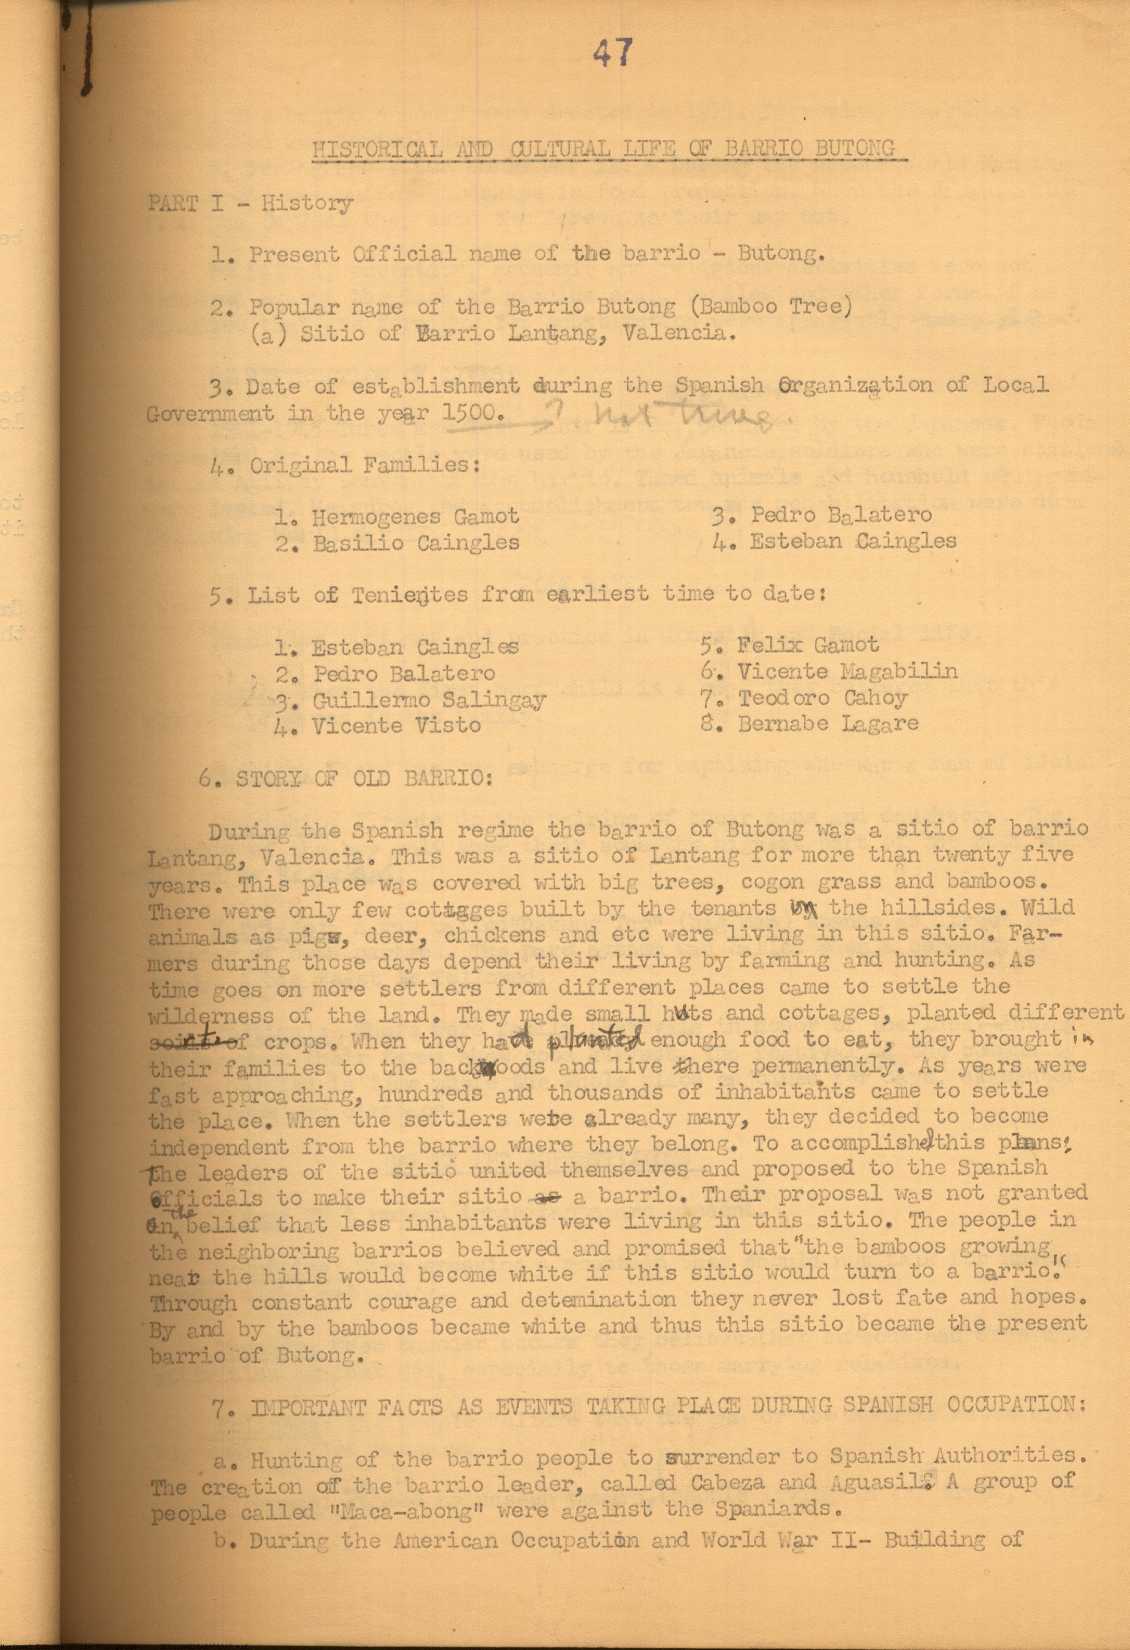 47
HISTORICAL AND CULTURAL LIFE OF BARRIO BUTONG
PART I - History
1. Present Official name of the barrio - Butong.
2. Popular name of the Barrio Butong (Bamboo Tree)
(a) Sitio of Barrio Lantang, Valencia.
3. Date of establishment during the Spanish Organization of Local
Government in the year 1500. ? Not true.
4. Original Families:
1. Hermogenes Gamot 3. Pedro Balatero
2. Basilio Caingles 4. Esteban Caingles
5. List of Tenientes from earliest time to date:
1. Esteban Caingles 5. Felix Gamot
2. Pedro Balatero 6. Vicente Magabilin
3. Guillermo Salingay 7. Teodoro Cahoy
4. Vicente Visto 8. Bernabe Lagare
6. STORY OF OLD BARRIO:
During the Spanish regime the barrio of Butong was a sitio of barrio
Lantang, Valencia. This was a sitio of Lantang for more than twenty five
years. This place was covered with big trees, cogon grass and bamboos.
There were only few cottages built by the tenants on the hillsides. Wild
animals as pigs, deer, chickens and etc were living in this sitio. Far-
mers during those days depend their living by farming and hunting. As
time goes on more settlers from different places came to settle the
wilderness of the land. They made small huts and cottages, planted different
sorts of crops. When they had planted enough food to eat, they brought in
their families to the backwoods and live there permanently. As years were
fast approaching, hundreds and thousands of inhabitants came to settle
the place. When the settlers were already many, they decided to become
independent from the barrio where they belong. To accomplished this plans,
the leaders of the sitio united themselves and proposed to the Spanish
Officials to make their sitio as a barrio. Their proposal was not granted
on the belief that less inhabitants were living in this sitio. The people in
the neighboring barrios believed and promised that "the bamboos growing
near the hills would become white if this sitio would turn to a barrio."
Through constant courage and detemination they never lost fate and hopes.
By and by the bamboos became white and thus this sitio became the present
barrio of Butong.
7. IMPORTANT FACTS AS EVENTS TAKING PLACE DURING SPANISH OCCUPATION:
a. Hunting of the barrio people to surrender to Spanish Authorities.
The creation of the barrio leader, called Cabeza and Aguasil. A group of
people called "Maca-abong" were against the Spaniards.
b. During the American Occupation and World War II- Building of